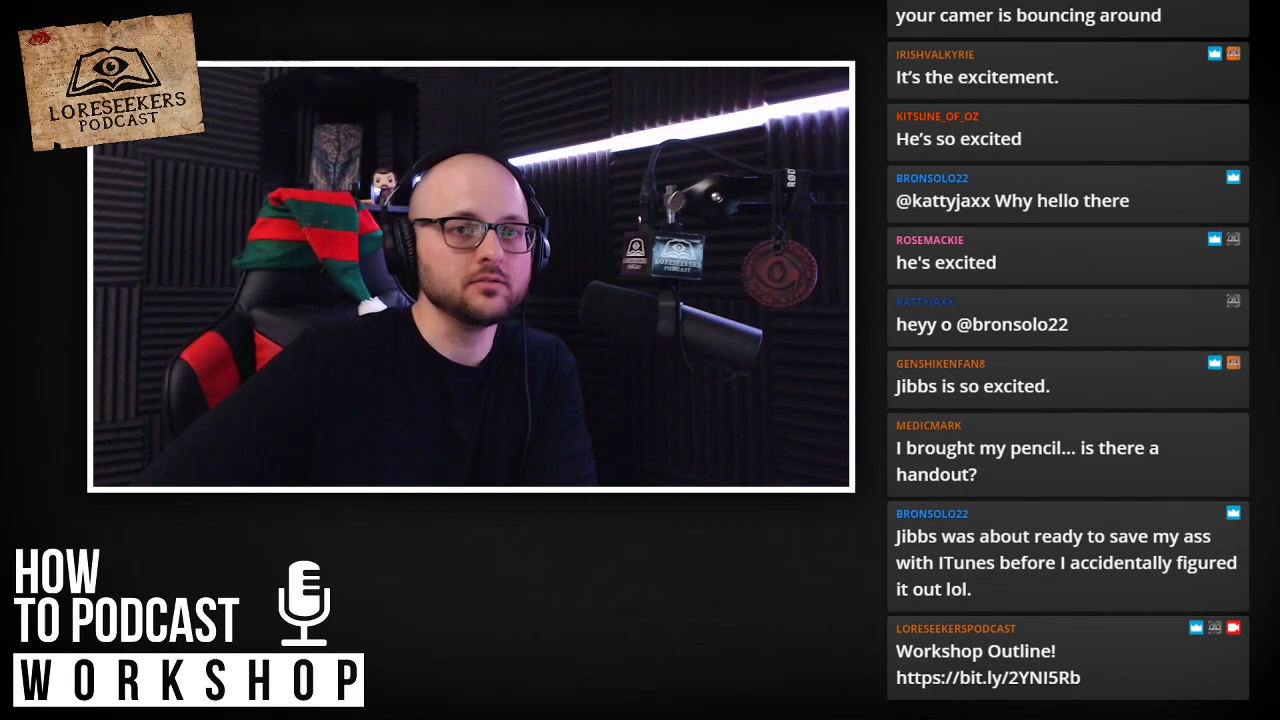 LORESEEKERS
PODCAST
RØDE
LORESEEKERS
PODCAST
HOW
TO PODCAST
WORKSHOP
your camer is bouncing around
IRISHVALKYRIE
It’s the excitement.
KITSUNE_OF_OZ
He’s so excited
BRONSOLO22
@kattyjaxx Why hello there
ROSEMACKIE
he's excited
KATTYJAXX
heyy o @bronsolo22
GENSHIKENFAN8
Jibbs is so excited.
MEDICMARK
I brought my pencil... is there a
handout?
BRONSOLO22
Jibbs was about ready to save my ass
with ITunes before I accidentally figured
it out lol.
LORESEEKERSPODCAST
Workshop Outline!
https://bit.ly/2YNI5Rb